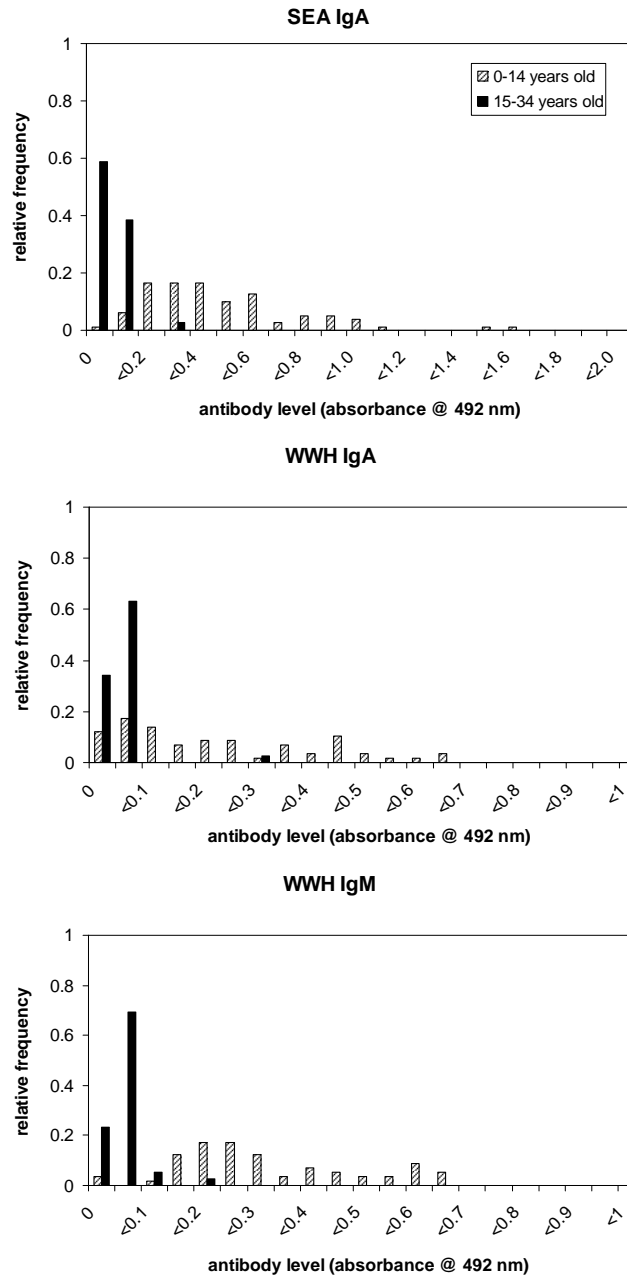 SEA IgA
1
0.8
0.6
0.4
0.2
0
relative frequency
0-14 years old
15-34 years old
0 <0.2 <0.4 <0.6 <0.8 <1.0 <1.2 <1.4 <1.6 <1.8 <2.0
antibody level (absorbance @ 492 nm)
WWH IgA
1
0.8
0.6
0.4
0.2
0
relative frequency
0 <0.1 <0.2 <0.3 <0.4 <0.5 <0.6 <0.7 <0.8 <0.9 <1
antibody level (absorbance @ 492 nm)
WWH IgM
1
0.8
0.6
0.4
0.2
0
relative frequency
0 <0.1 <0.2 <0.3 <0.4 <0.5 <0.6 <0.7 <0.8 <0.9 <1
antibody level (absorbance @ 492 nm)